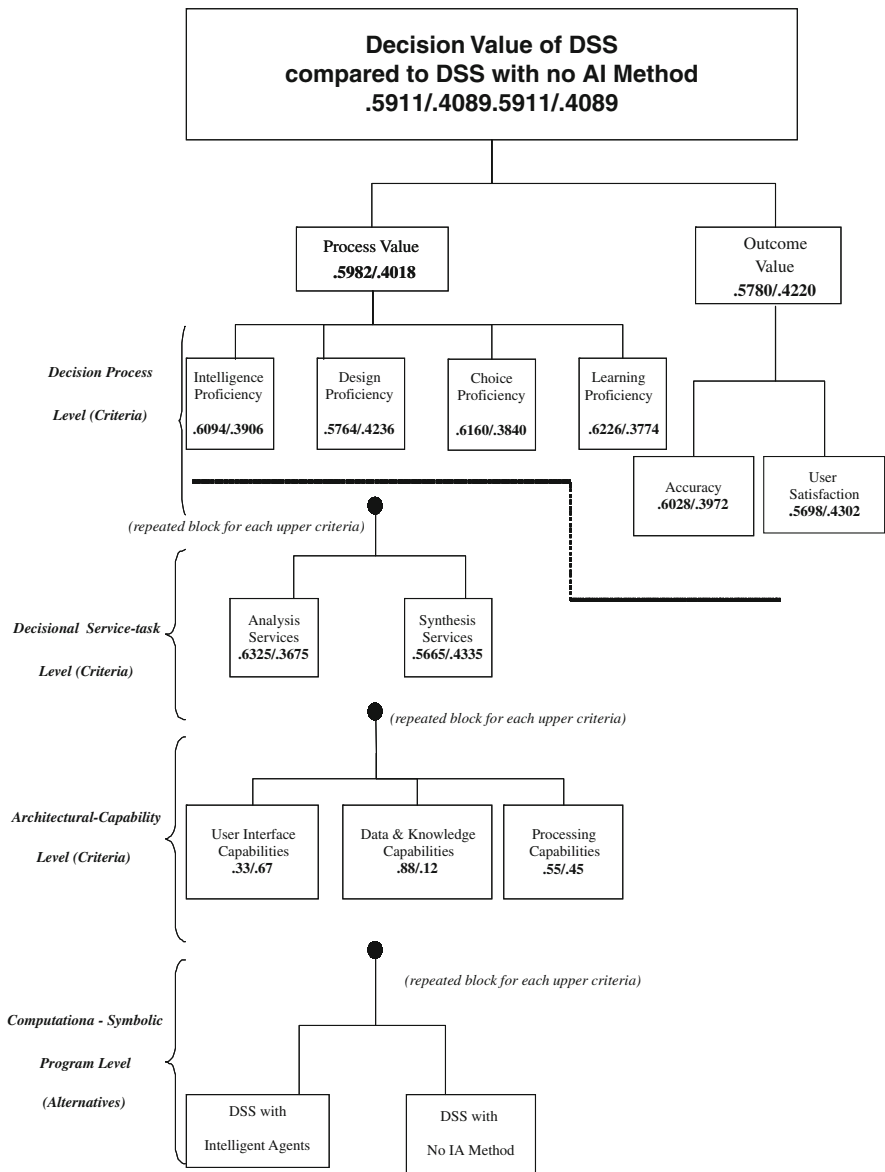 Decision Value of DSS
compared to DSS with no AI Method
.5911/.4089.5911/.4089
Process Value
.5982/.4018
Outcome
Value
.5780/.4220
Decision Process
Level (Criteria)
Intelligence
Proficiency
.6094/.3906
Design
Proficiency
.5764/.4236
Choice
Proficiency
.6160/.3840
Learning
Proficiency
.6226/.3774
Accuracy
.6028/.3972
User
Satisfaction
.5698/.4302
(repeated block for each upper criteria)
Decisional Service-task
Level (Criteria)
Analysis
Services
.6325/.3675
Synthesis
Services
.5665/.4335
(repeated block for each upper criteria)
Architectural-Capability
Level (Criteria)
User Interface
Capabilities
.33/.67
Data & Knowledge
Capabilities
.88/.12
Processing
Capabilities
.55/.45
(repeated block for each upper criteria)
Computationa - Symbolic
Program Level
(Alternatives)
DSS with
Intelligent Agents
DSS with
No IA Method